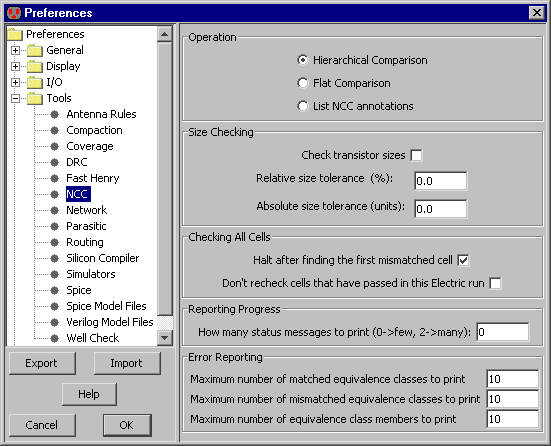 Preferences
Preferences
General
Display
I/O
Tools
Antenna Rules
Compaction
Coverage
DRC
Fast Henry
NCC
Network
Parasitic
Routing
Silicon Compiler
Simulators
Spice
Spice Model Files
Verilog Model Files
Well Check
Export
Import
Help
Cancel
OK
Operation
Hierarchical Comparison
Flat Comparison
List NCC annotations
Size Checking
Check transistor sizes
Relative size tolerance (%): 0.0
Absolute size tolerance (units): 0.0
Checking All Cells
Halt after finding the first mismatched cell
Don't recheck cells that have passed in this Electric run
Reporting Progress
How many status messages to print (0->few, 2->many): 0
Error Reporting
Maximum number of matched equivalence classes to print 10
Maximum number of mismatched equivalence classes to print 10
Maximum number of equivalence class members to print 10